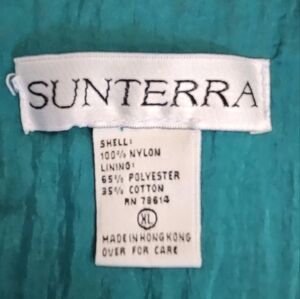 SUNTERRA
SHELL:
100% NYLON
LINING:
65% POLYESTER
35% COTTON
RN 78614
XL
MADE IN HONG KONG
OVER FOR CARE